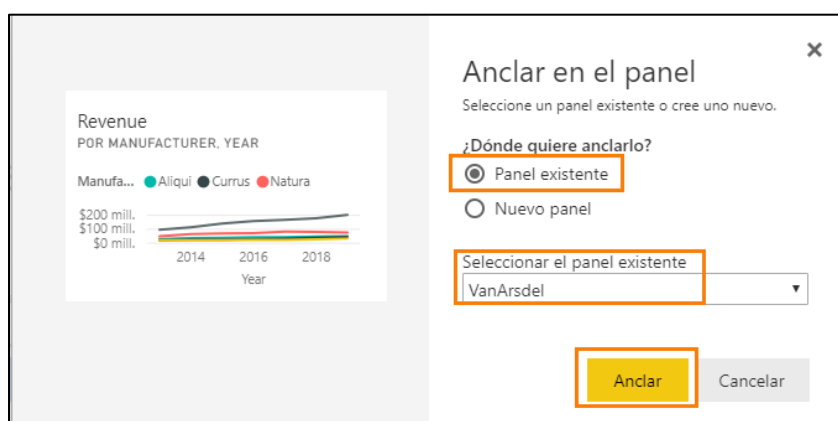 Revenue
POR MANUFACTURER, YEAR
Manufa... Aliqui Currus Natura
$200 mill.
$100 mill.
$0 mill.
2014 2016 2018
Year
×
Anclar en el panel
Seleccione un panel existente o cree uno nuevo.
¿Dónde quiere anclarlo?
Panel existente
Nuevo panel
Seleccionar el panel existente
VanArsdel
Anclar Cancelar